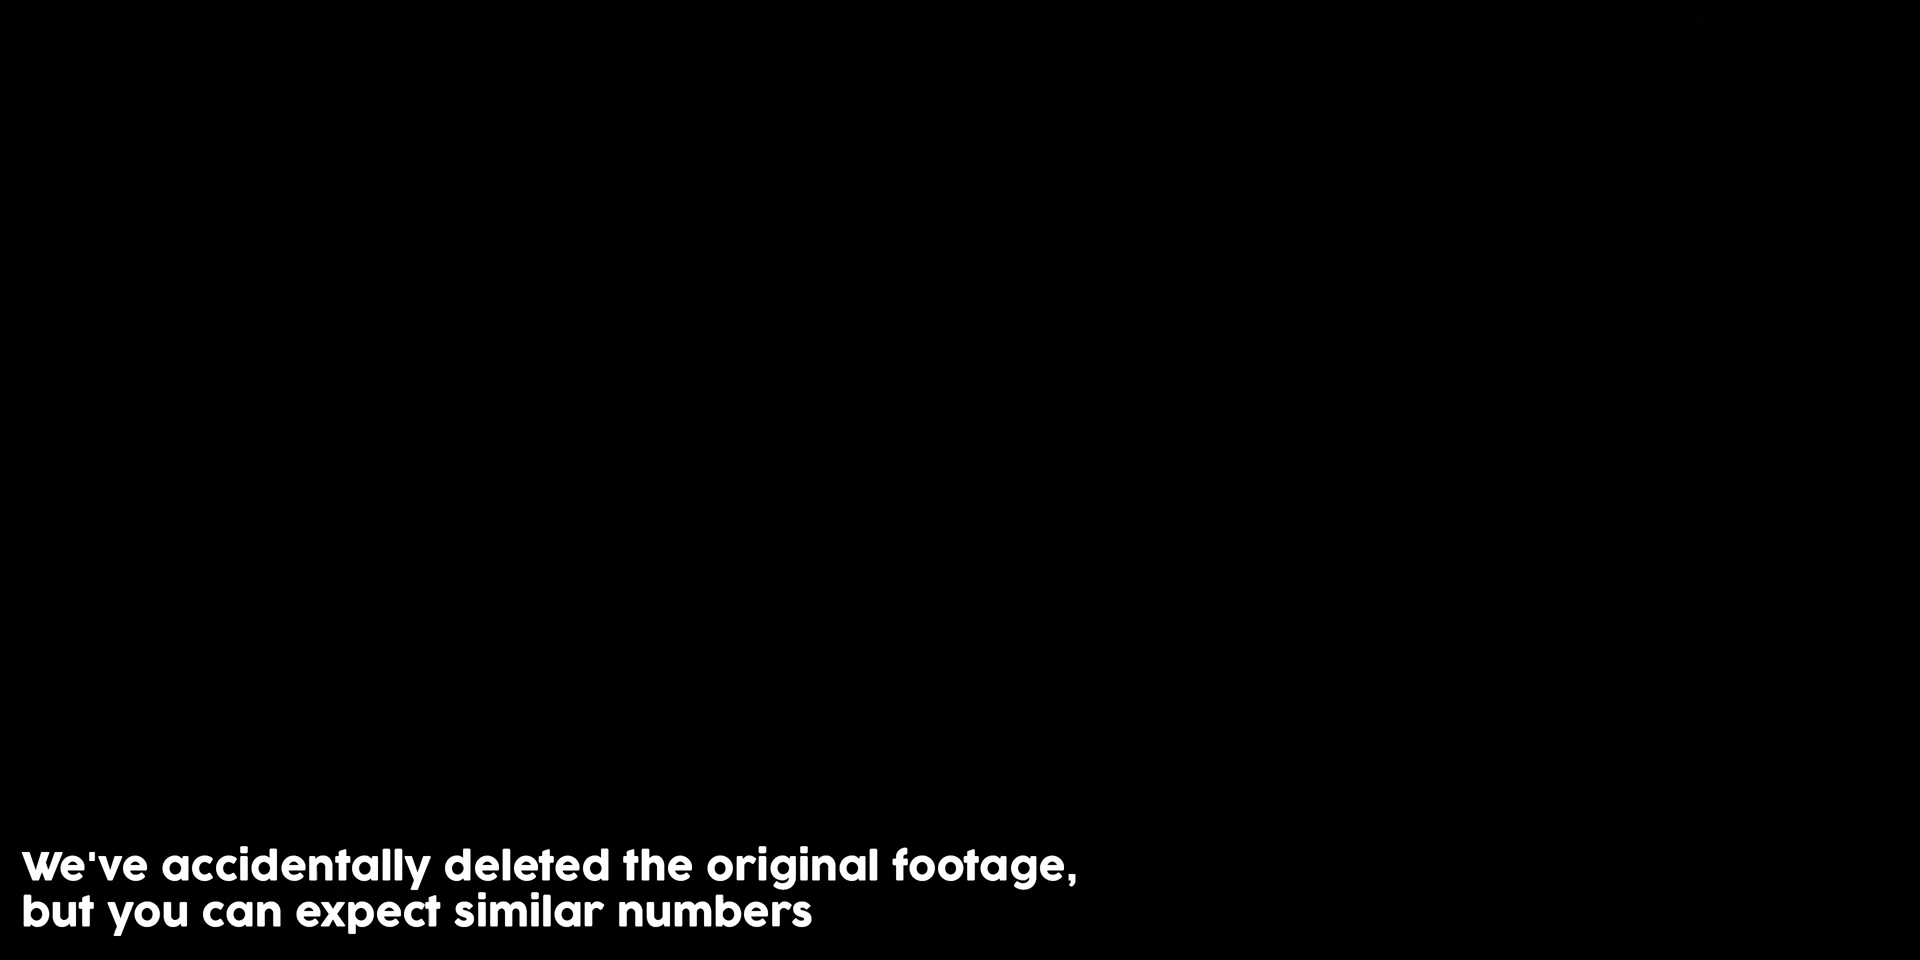 We've accidentally deleted the original footage,
but you can expect similar numbers